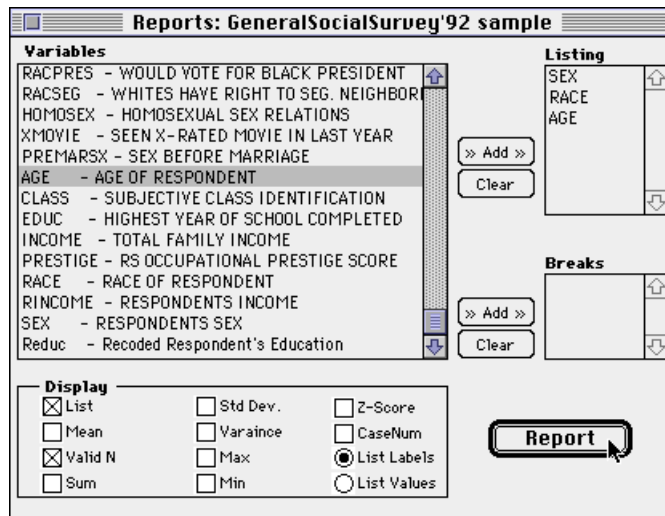 Reports: GeneralSocialSurvey'92 sample
Variables
RACPRES - WOULD VOTE FOR BLACK PRESIDENT
RACSEG - WHITES HAVE RIGHT TO SEG. NEIGHBOR
HOMOSEX - HOMOSEXUAL SEX RELATIONS
XMOVIE - SEEN X-RATED MOVIE IN LAST YEAR
PREMARSX - SEX BEFORE MARRIAGE
AGE - AGE OF RESPONDENT
CLASS - SUBJECTIVE CLASS IDENTIFICATION
EDUC - HIGHEST YEAR OF SCHOOL COMPLETED
INCOME - TOTAL FAMILY INCOME
PRESTIGE - RS OCCUPATIONAL PRESTIGE SCORE
RACE - RACE OF RESPONDENT
RINCOME - RESPONDENTS INCOME
SEX - RESPONDENTS SEX
Reduc - Recoded Respondent's Education
» Add »
Clear
Listing
SEX
RACE
AGE
» Add »
Clear
Breaks
Display
List
Mean
Valid N
Sum
Std Dev.
Varaince
Max
Min
Z-Score
CaseNum
List Labels
List Values
Report